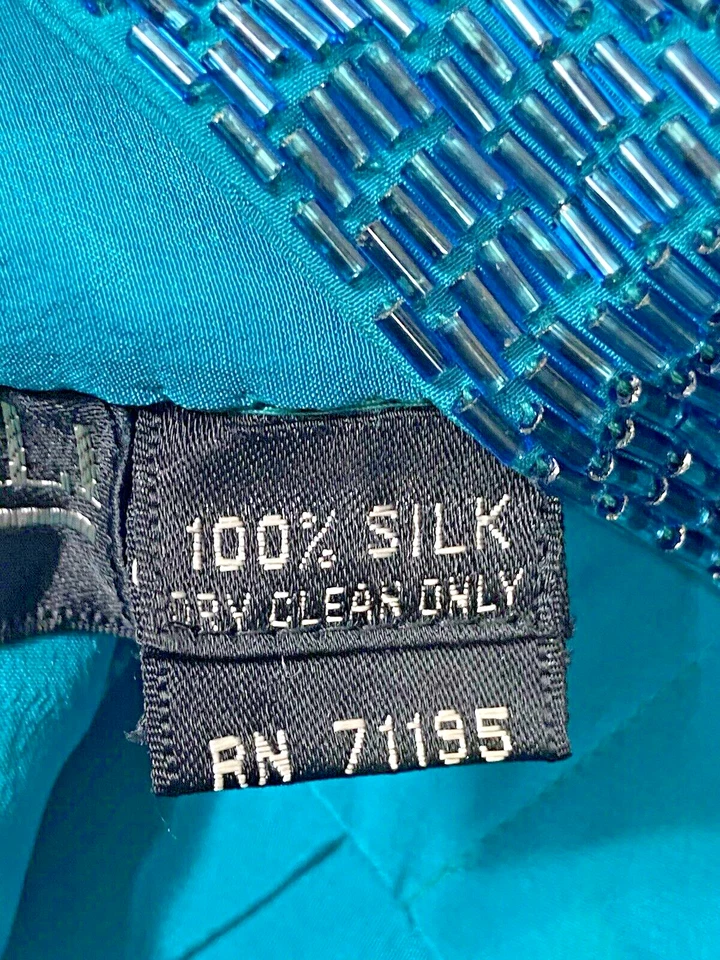 100% SILK
DRY CLEAN ONLY
RN 71195